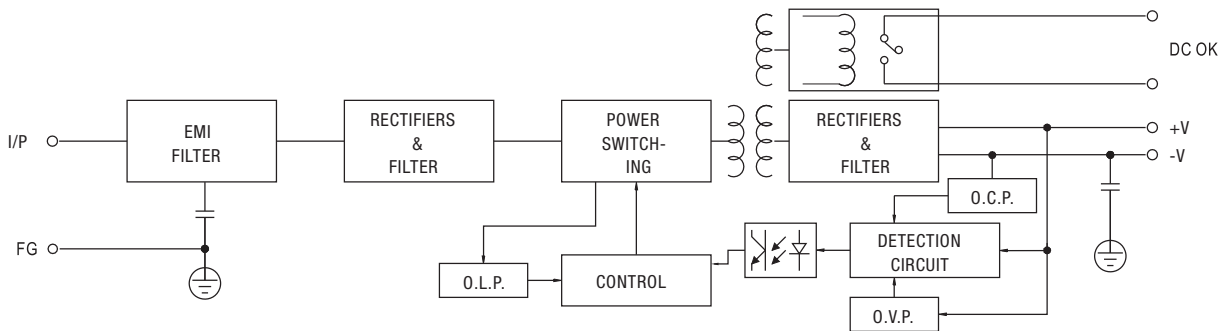 DC OK
I/P
EMI
FILTER
RECTIFIERS
&
FILTER
POWER
SWITCH-
ING
RECTIFIERS
&
FILTER
+V
-V
O.C.P.
FG
O.L.P.
CONTROL
DETECTION
CIRCUIT
O.V.P.